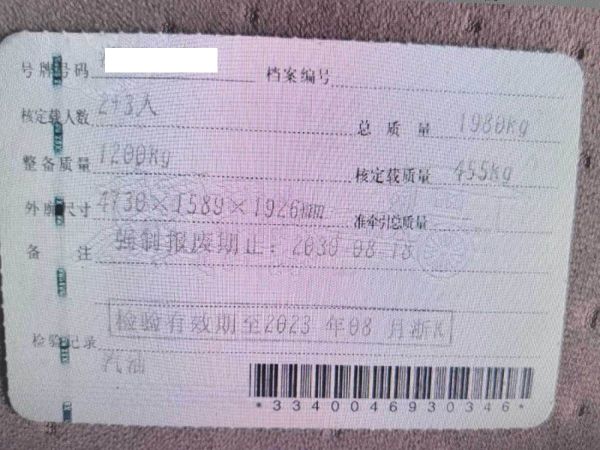 号牌号码 档案编号
核定载人数 2+3人 总质量 1980kg
整备质量 1200kg 核定载质量 455kg
外廓尺寸 4730×1589×1926mm 准牵引总质量
备注 强制报废期止：2030-08-18
检验有效期至2023 年08 月浙K
检验记录
汽油
*3340046930346*